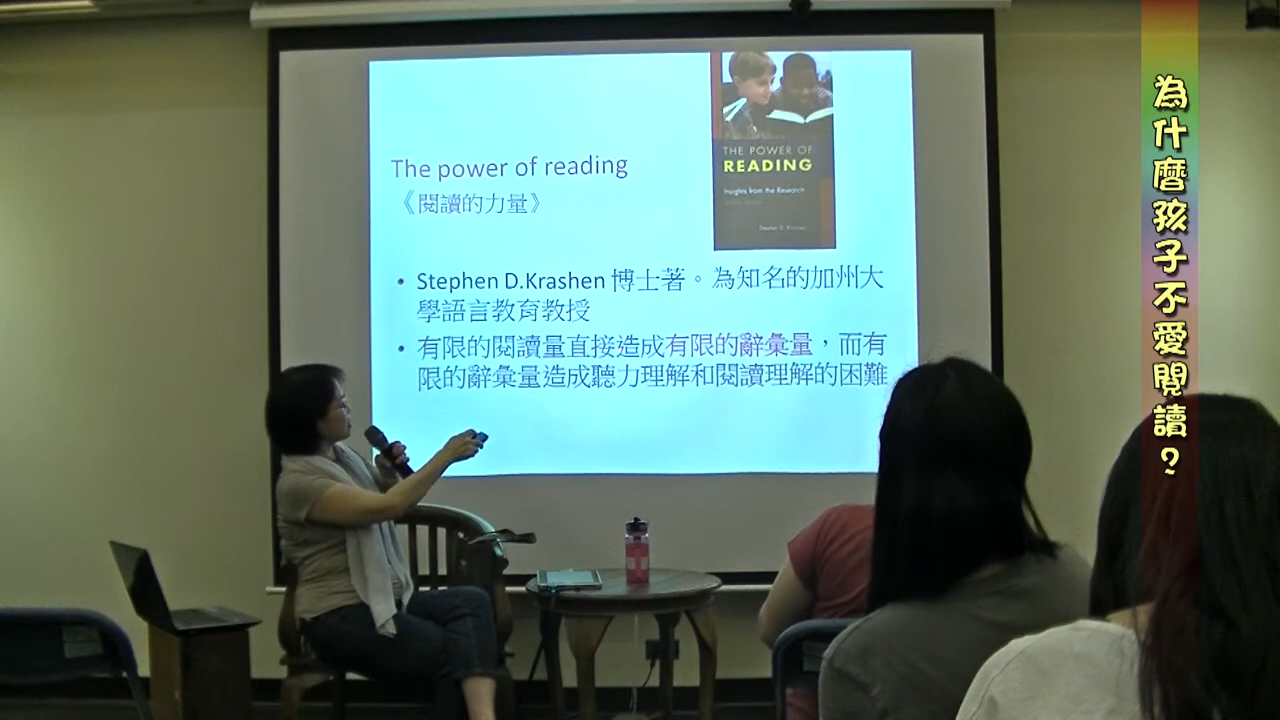 The power of reading
《閱讀的力量》
THE POWER OF
READING
Insights from the Research
Stephen D. Krashen
• Stephen D.Krashen 博士著。為知名的加州大
學語言教育教授
• 有限的閱讀量直接造成有限的辭彙量，而有
限的辭彙量造成聽力理解和閱讀理解的困難
為什麼孩子不愛閱讀？